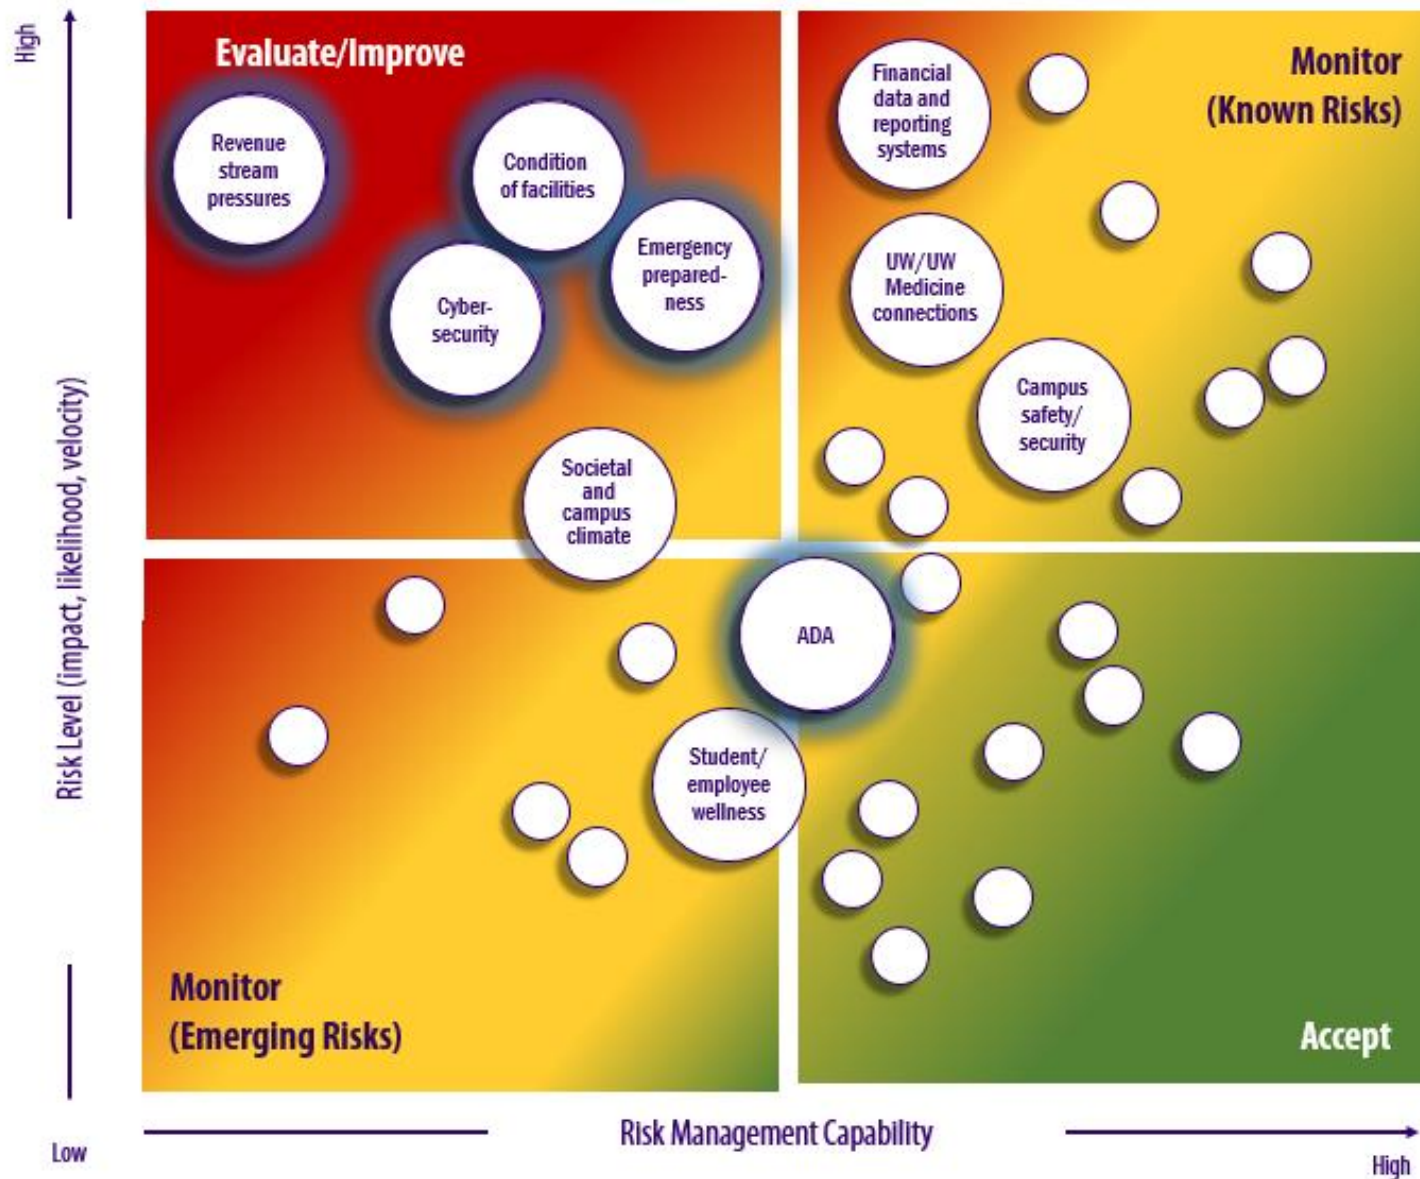 High
Evaluate/Improve
Monitor
(Known Risks)
Revenue
stream
pressures
Condition
of facilities
Emergency
prepared-
ness
Cyber-
security
Financial
data and
reporting
systems
UW/UW
Medicine
connections
Campus
safety/
security
Societal
and
campus
climate
Risk Level (impact, likelihood, velocity)
ADA
Student/
employee
wellness
Monitor
(Emerging Risks)
Accept
Low
Risk Management Capability
High